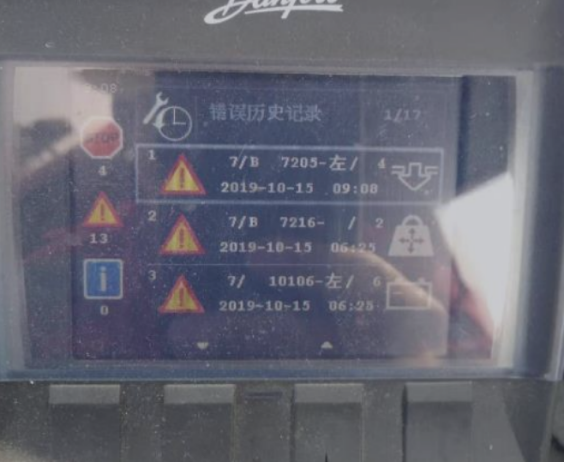 Danfoss
错误历史记录 1/17
STOP
4
13
i
0
1 7/B 7205-左/ 4
2019-10-15 09:08
2 7/B 7216- / 2
2019-10-15 06:25
3 7/ 10106-左/ 6
2019-10-15 06:25